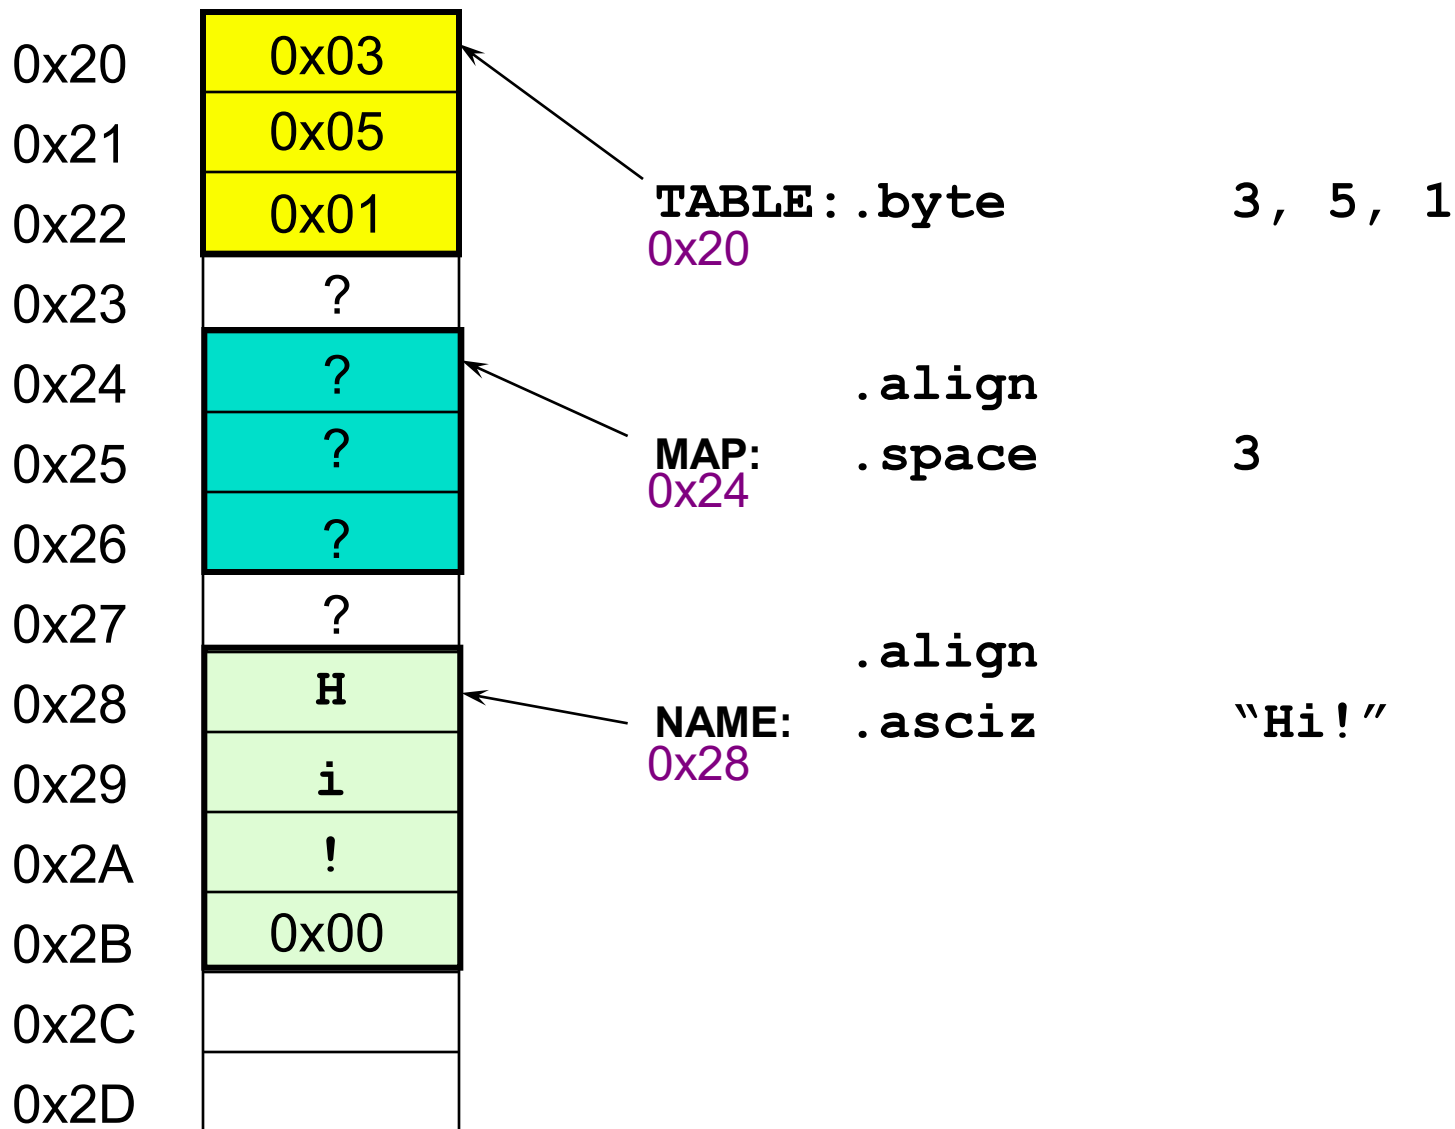 0x20 0x03
0x21 0x05
0x22 0x01 TABLE: .byte 3, 5, 1
0x20
0x23 ?
0x24 ? .align
0x25 ? MAP: .space 3
0x24
0x26 ?
0x27 ? .align
0x28 H NAME: .asciz “Hi!”
0x28
0x29 i
0x2A !
0x2B 0x00
0x2C
0x2D